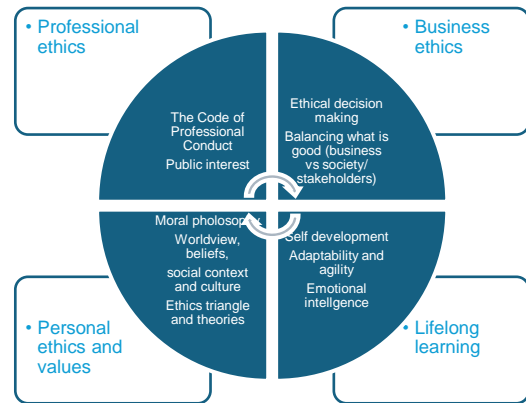 • Professional
ethics
• Business
ethics
The Code of
Professional
Conduct
Public interest
Ethical decision
making
Balancing what is
good (business
vs society/
stakeholders)
Moral pholosophy
Worldview,
beliefs,
social context
and culture
Ethics triangle
and theories
Self development
Adaptability and
agility
Emotional
intellgence
• Personal
ethics and
values
• Lifelong
learning